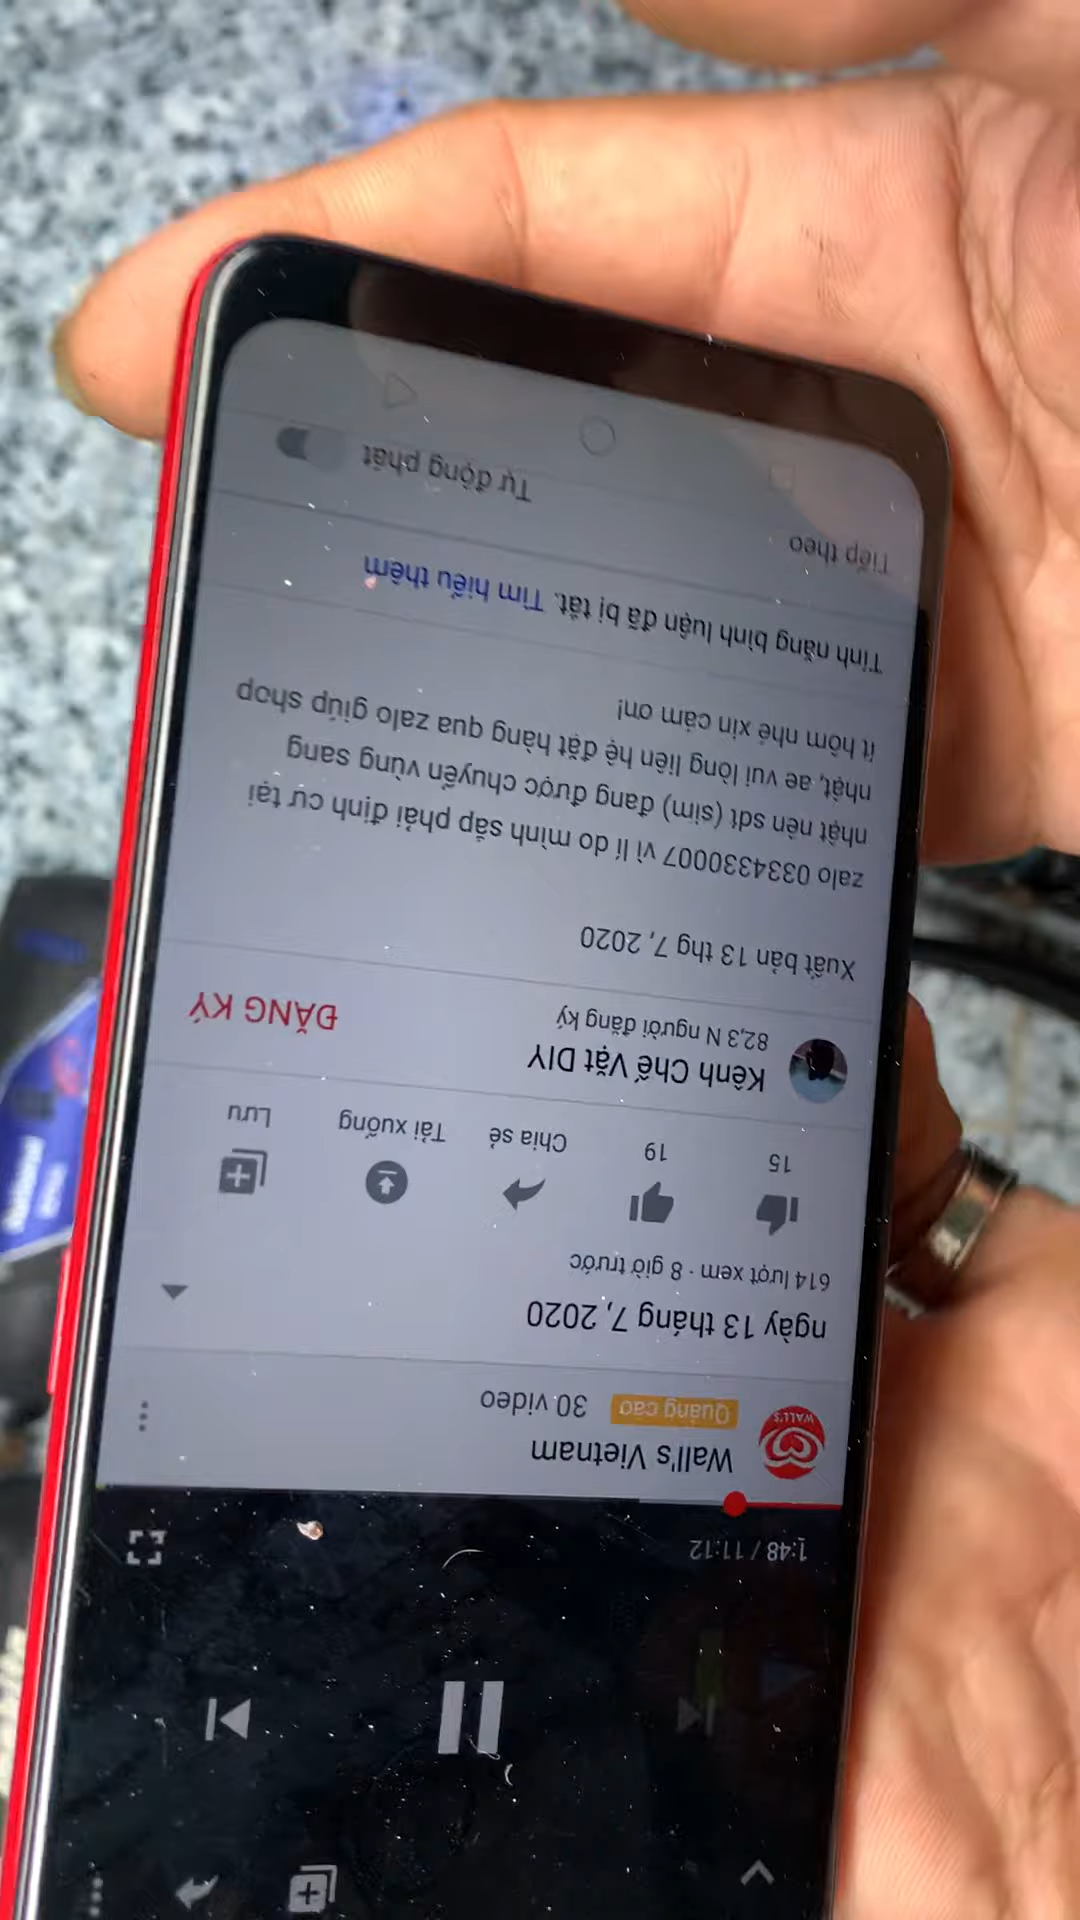 1:48 / 11:12
WALL'S
Wall's Vietnam
Quảng cáo 30 video
ngày 13 tháng 7, 2020
614 lượt xem · 8 giờ trước
19
15
Chia sẻ
Tải xuống
Lưu
Kênh Chế Vặt DIY
82,3 N người đăng ký
ĐĂNG KÝ
Xuất bản 13 thg 7, 2020
zalo 0334330007 vì lí do mình sắp phải định cư tại
nhật nên sdt (sim) đang được chuyển vùng sang
nhật, ae vui lòng liên hệ đặt hàng qua zalo giúp shop
ít hôm nhé xin cảm ơn!
Tính năng bình luận đã bị tắt. Tìm hiểu thêm
Tiếp theo
Tự động phát